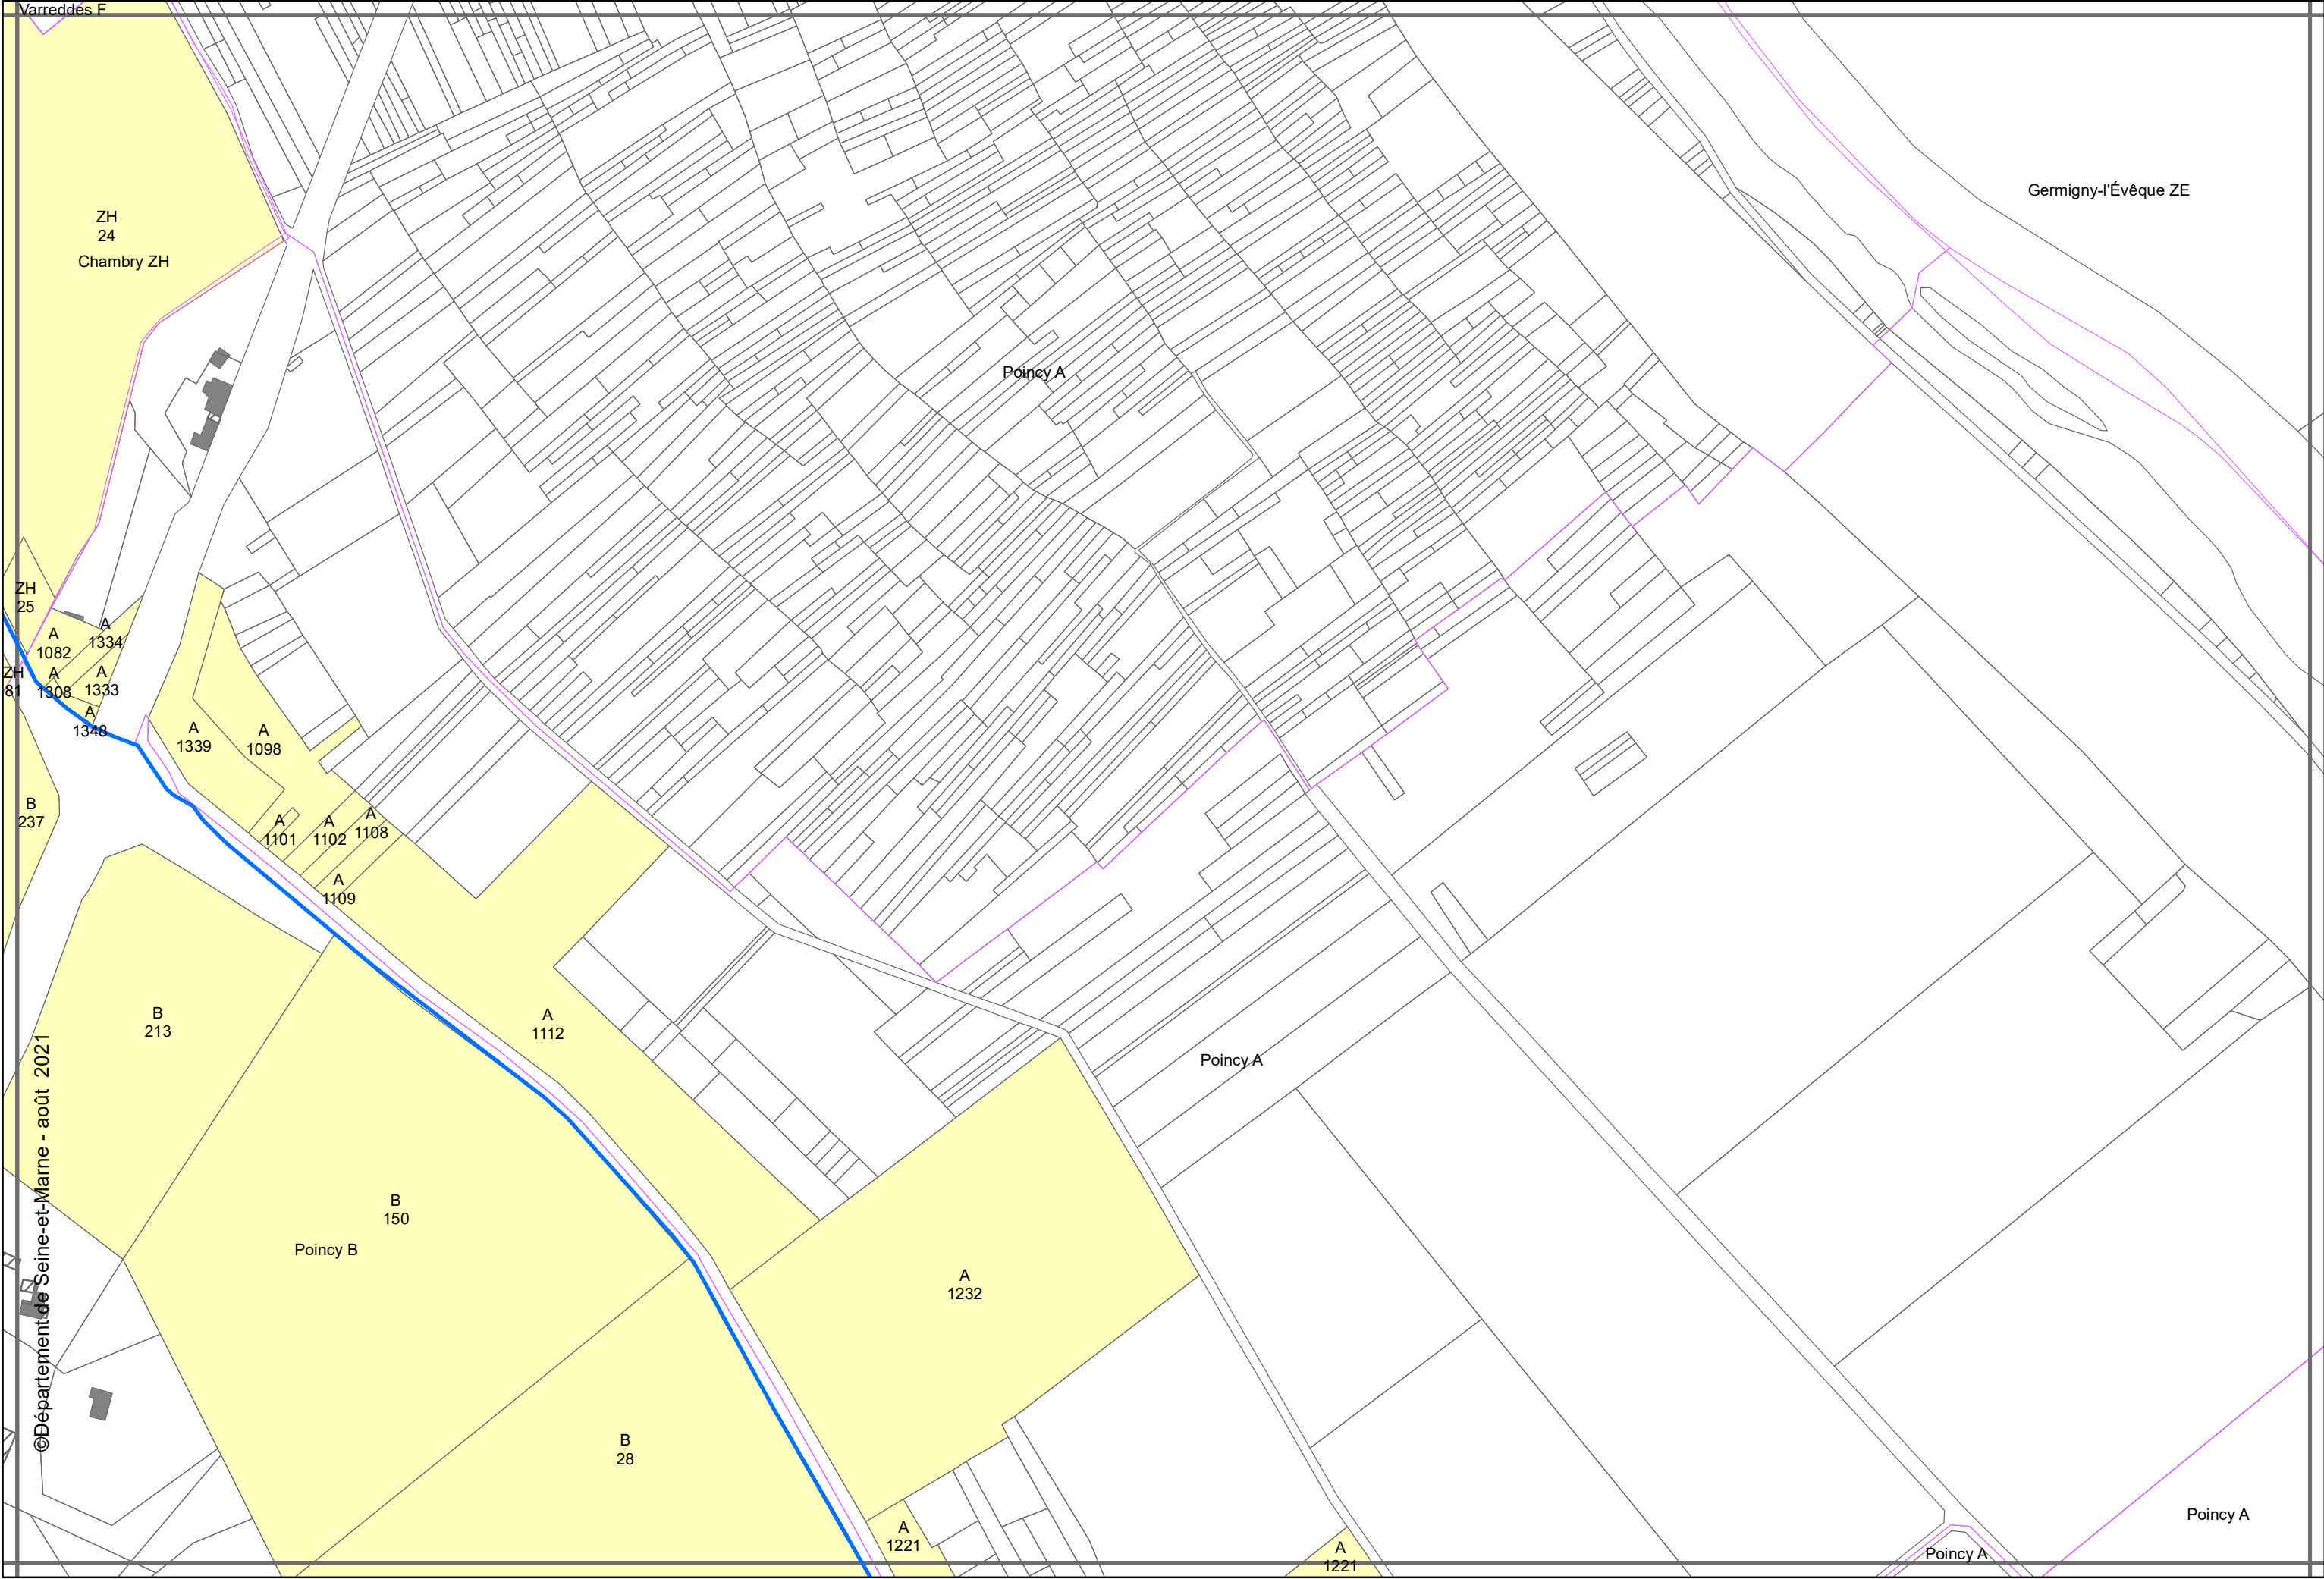 Varreddes F
Germigny-l'Évêque ZE
ZH
24
Chambry ZH
Poincy A
ZH
25
A
1082
A
1334
ZH
81
A
1308
A
1333
A
1348
A
1339
A
1098
B
237
A
1101
A
1102
A
1108
A
1109
B
213
A
1112
Poincy A
B
150
Poincy B
A
1232
B
28
A
1221
A
1221
Poincy A
Poincy A
©Département de Seine-et-Marne - août 2021